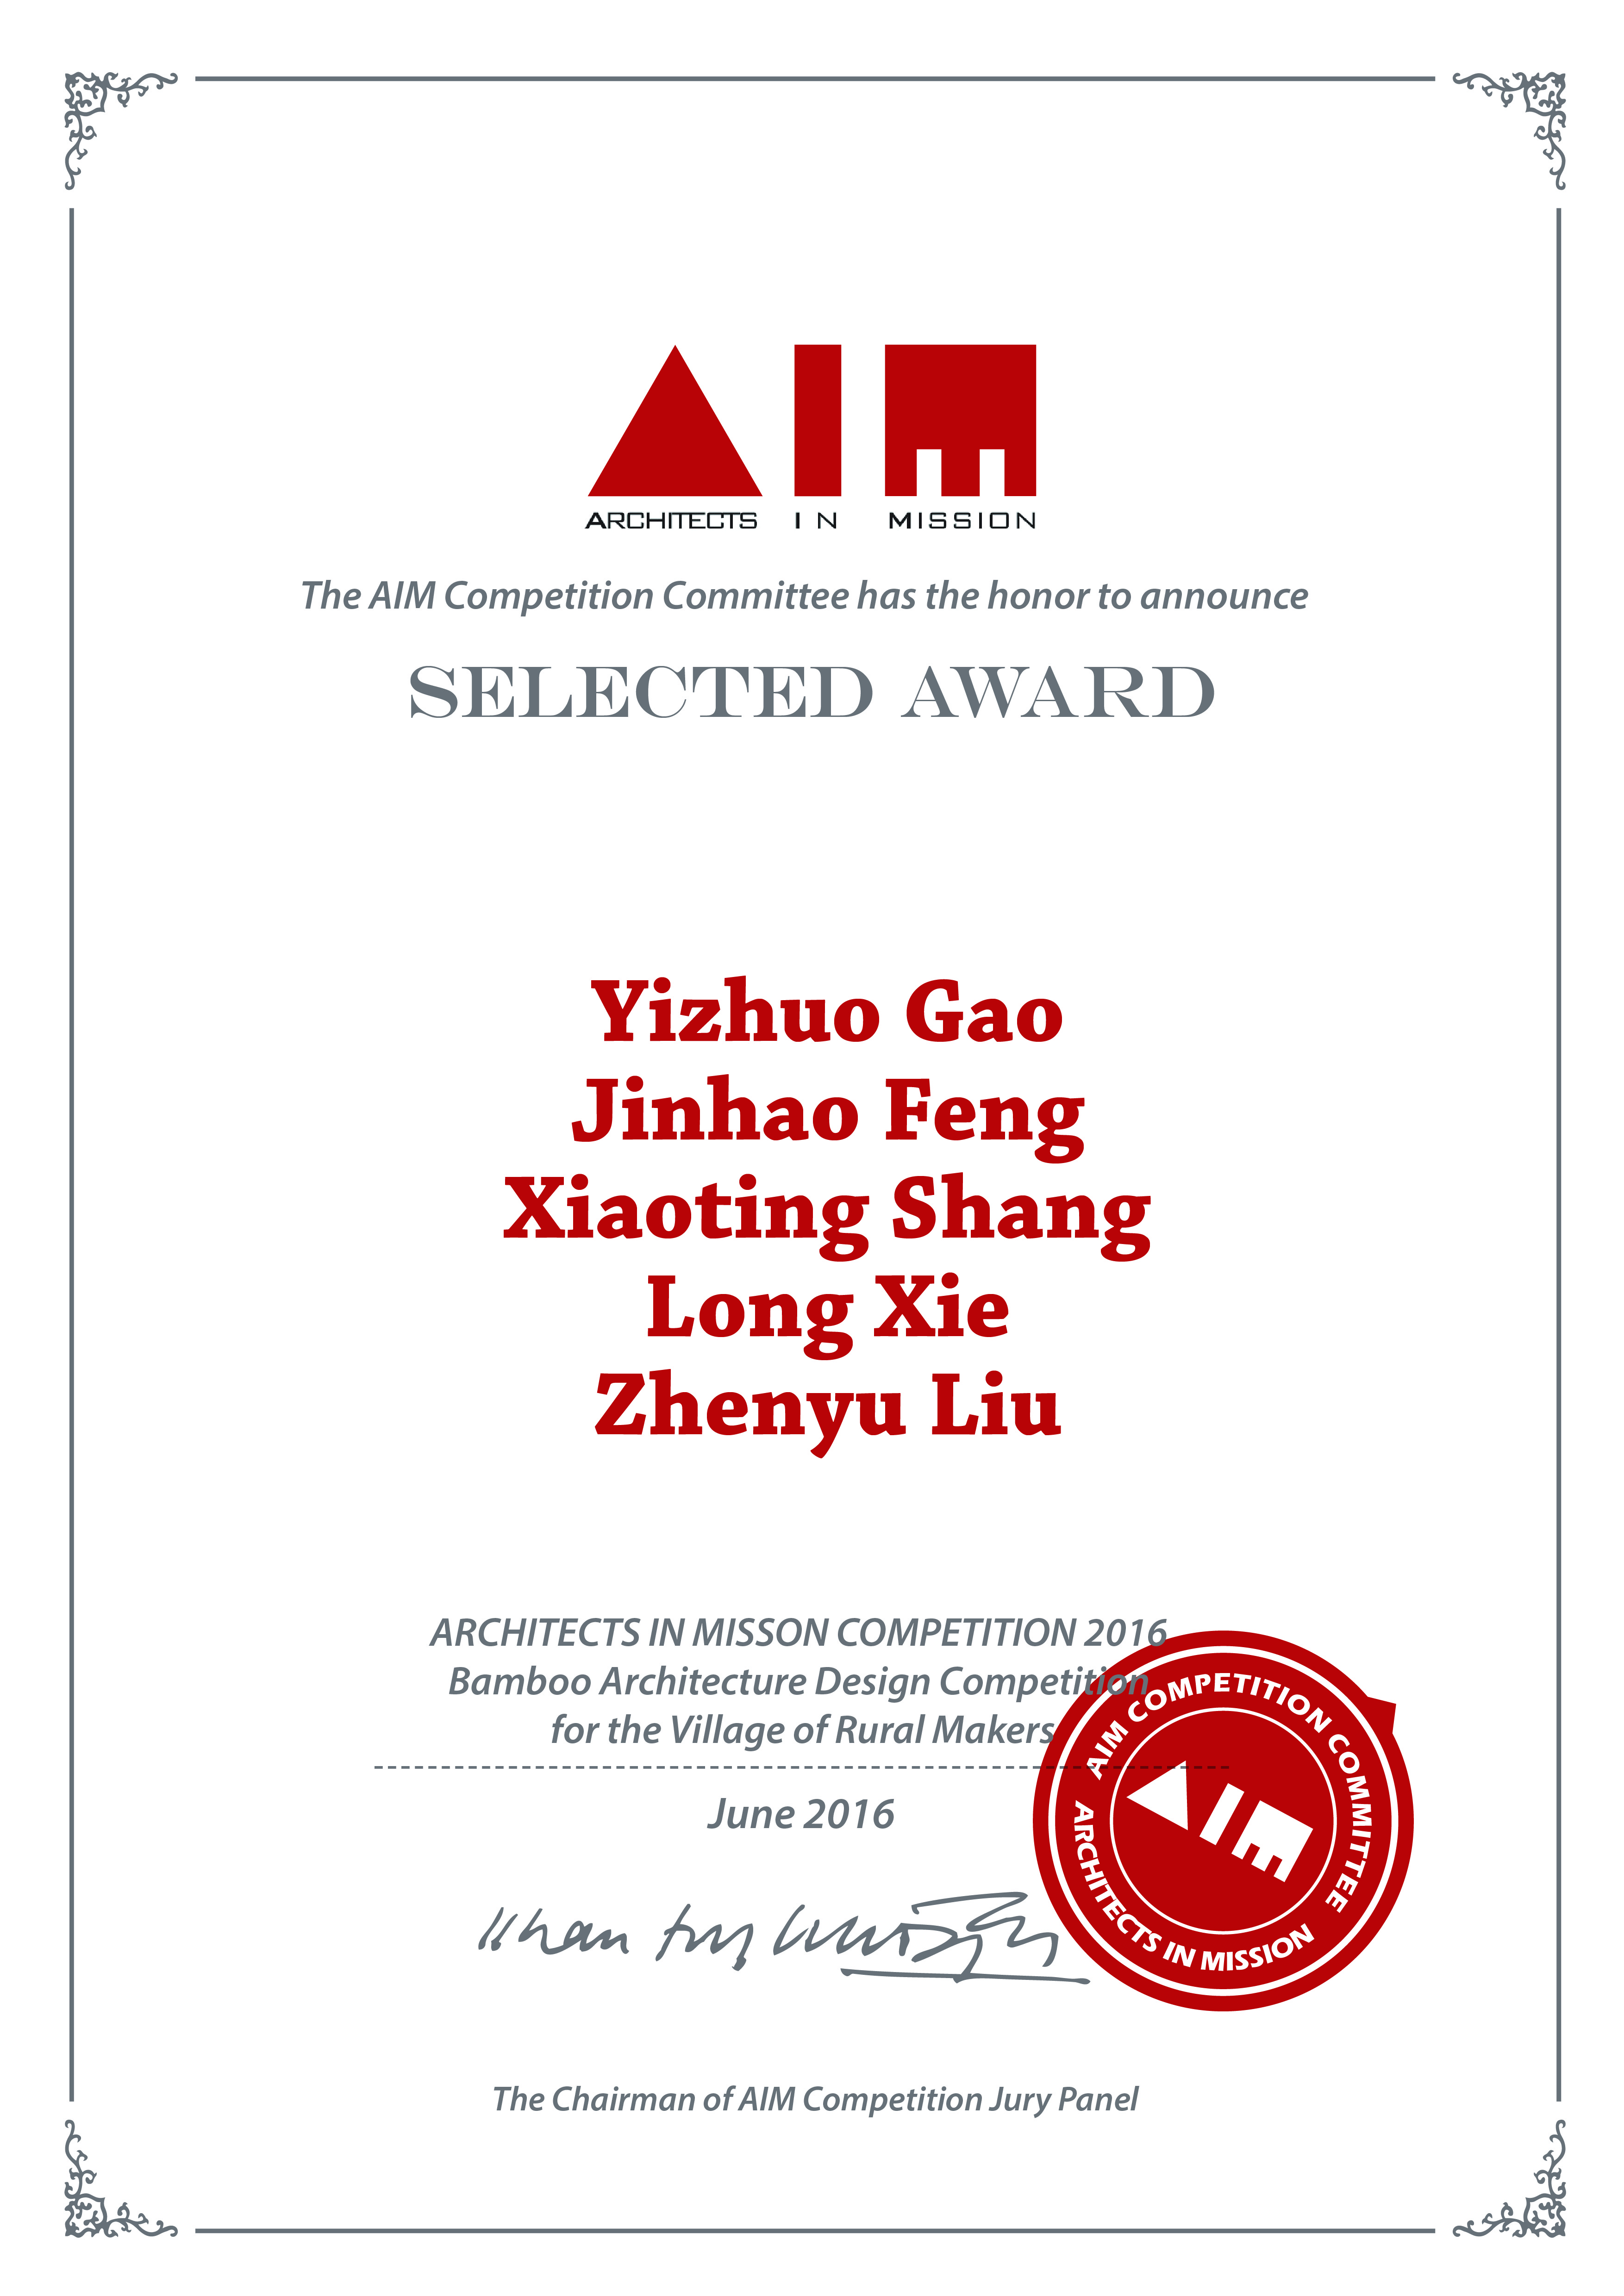 AIM
ARCHITECTS IN MISSION
The AIM Competition Committee has the honor to announce
SELECTED AWARD
Yizhuo Gao
Jinhao Feng
Xiaoting Shang
Long Xie
Zhenyu Liu
ARCHITECTS IN MISSON COMPETITION 2016
Bamboo Architecture Design Competition
for the Village of Rural Makers
June 2016
AIM COMPETITION COMMITTEE
AIM
ARCHITECTS IN MISSION
The Chairman of AIM Competition Jury Panel